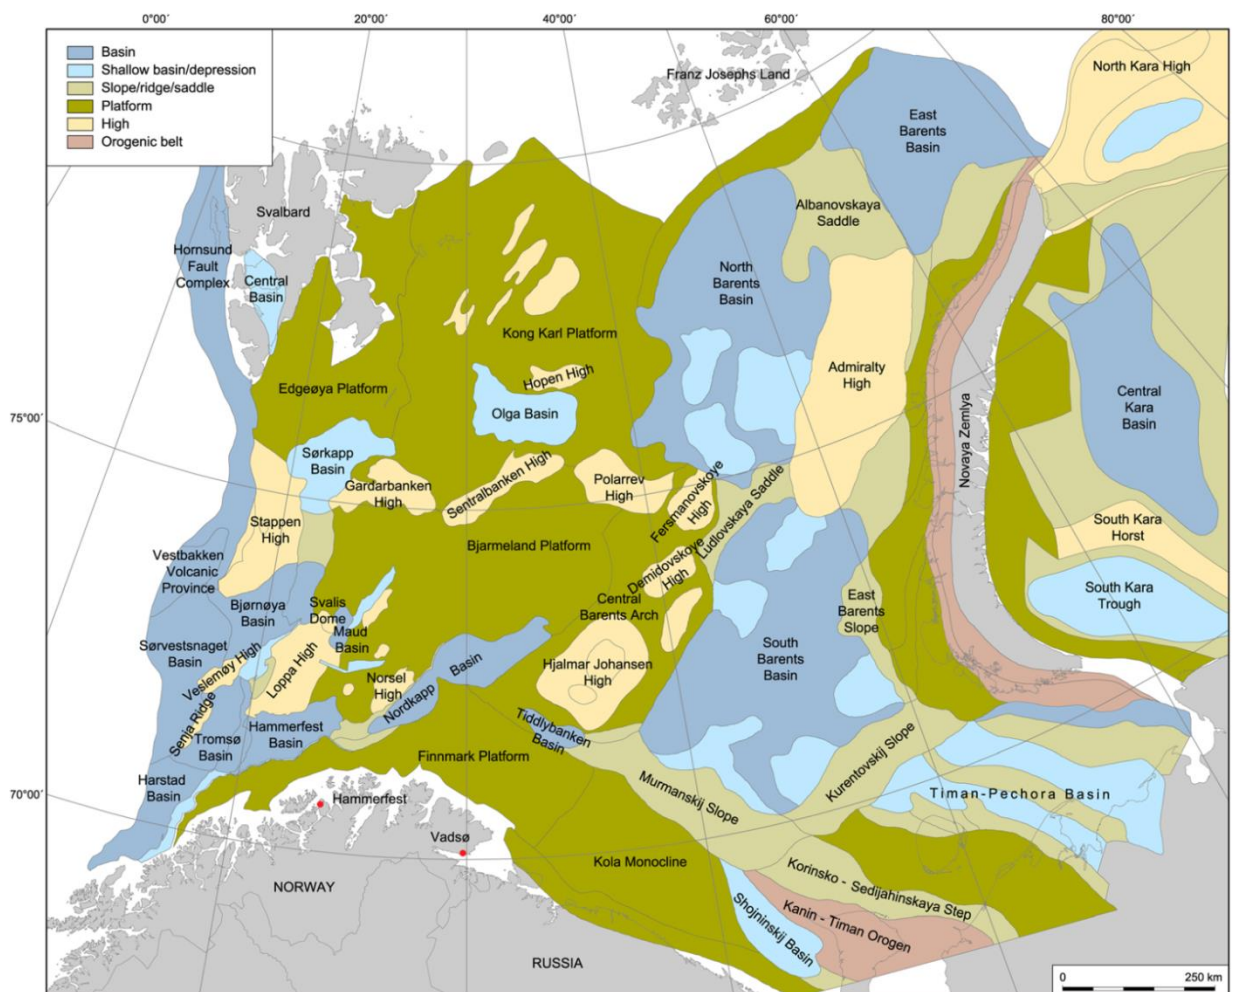 0°00´
20°00´
40°00´
60°00´
80°00´
Basin
Shallow basin/depression
Slope/ridge/saddle
Platform
High
Orogenic belt
Franz Josephs Land
North Kara High
East
Barents
Basin
Svalbard
Albanovskaya
Saddle
Hornsund
Fault
Complex
Central
Basin
North
Barents
Basin
Kong Karl Platform
Hopen High
Admiralty
High
Edgeøya Platform
Olga Basin
Central
Kara
Basin
75°00´
Novaya Zemlya
Sørkapp
Basin
Gardarbanken
High
Sentralbanken High
Polarrev
High
Fersmanovskoye
High
Ludlovskaya Saddle
Stappen
High
South Kara
Horst
Bjarmeland Platform
Vestbakken
Volcanic
Province
Demidovskoye
High
South Kara
Trough
Bjørnøya
Basin
Svalis
Dome
Maud
Basin
Central
Barents Arch
East
Barents
Slope
Sørvestsnaget
Basin
Veslemøy High
Loppa High
South
Barents
Basin
Norsel
High
Nordkapp
Basin
Hjalmar Johansen
High
Senja Ridge
Tromsø
Basin
Hammerfest
Basin
Tiddlybanken
Basin
Finnmark Platform
Harstad
Basin
Murmanskij Slope
Kurentovskij Slope
Timan-Pechora Basin
70°00´
Hammerfest
Vadsø
Kola Monocline
Korinsko - Sedijahinskaya Step
NORWAY
Shojninskij Basin
Kanin - Timan Orogen
RUSSIA
0
250 km